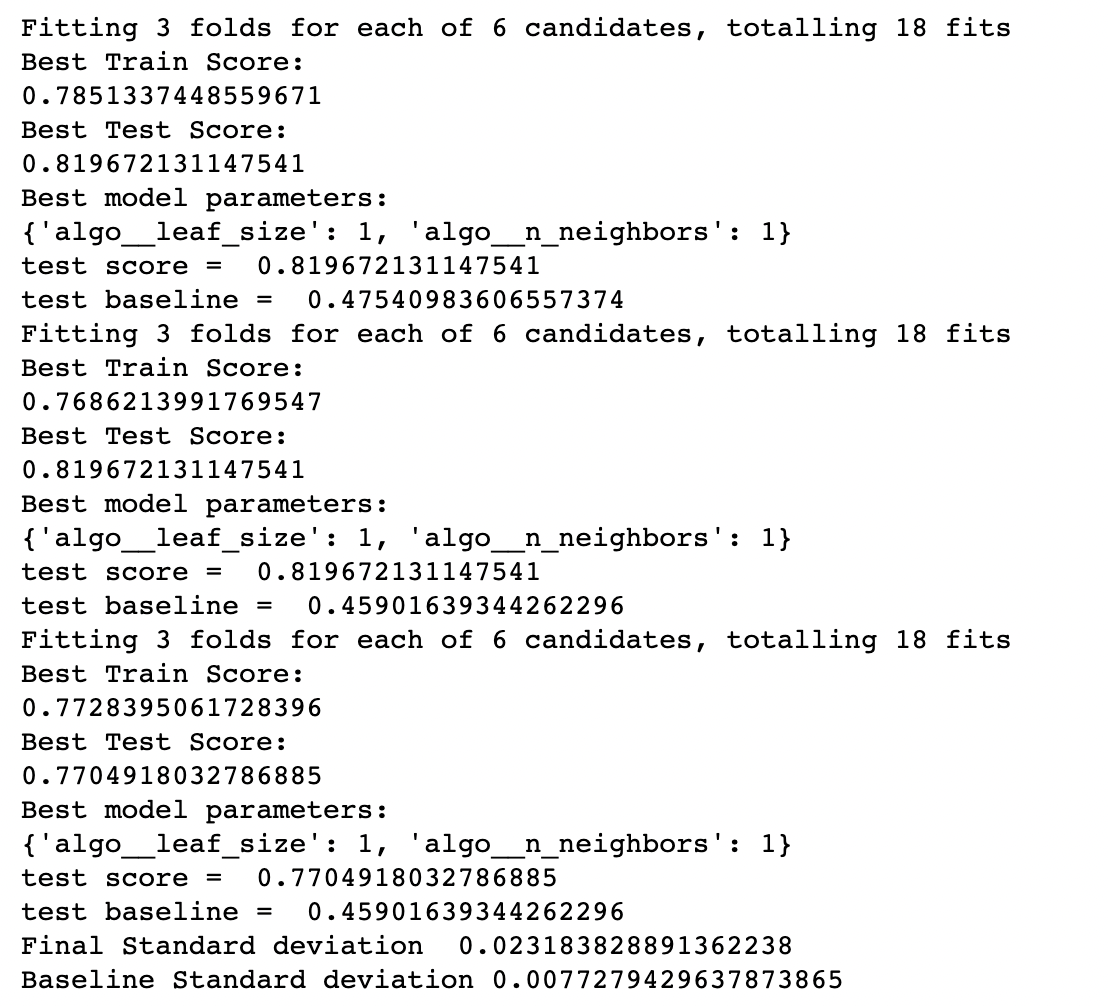 Fitting 3 folds for each of 6 candidates, totalling 18 fits
Best Train Score:
0.7851337448559671
Best Test Score:
0.819672131147541
Best model parameters:
{'algo__leaf_size': 1, 'algo__n_neighbors': 1}
test score =  0.819672131147541
test baseline =  0.47540983606557374
Fitting 3 folds for each of 6 candidates, totalling 18 fits
Best Train Score:
0.7686213991769547
Best Test Score:
0.819672131147541
Best model parameters:
{'algo__leaf_size': 1, 'algo__n_neighbors': 1}
test score =  0.819672131147541
test baseline =  0.45901639344262296
Fitting 3 folds for each of 6 candidates, totalling 18 fits
Best Train Score:
0.7728395061728396
Best Test Score:
0.7704918032786885
Best model parameters:
{'algo__leaf_size': 1, 'algo__n_neighbors': 1}
test score =  0.7704918032786885
test baseline =  0.45901639344262296
Final Standard deviation  0.023183828891362238
Baseline Standard deviation 0.0077279429637873865